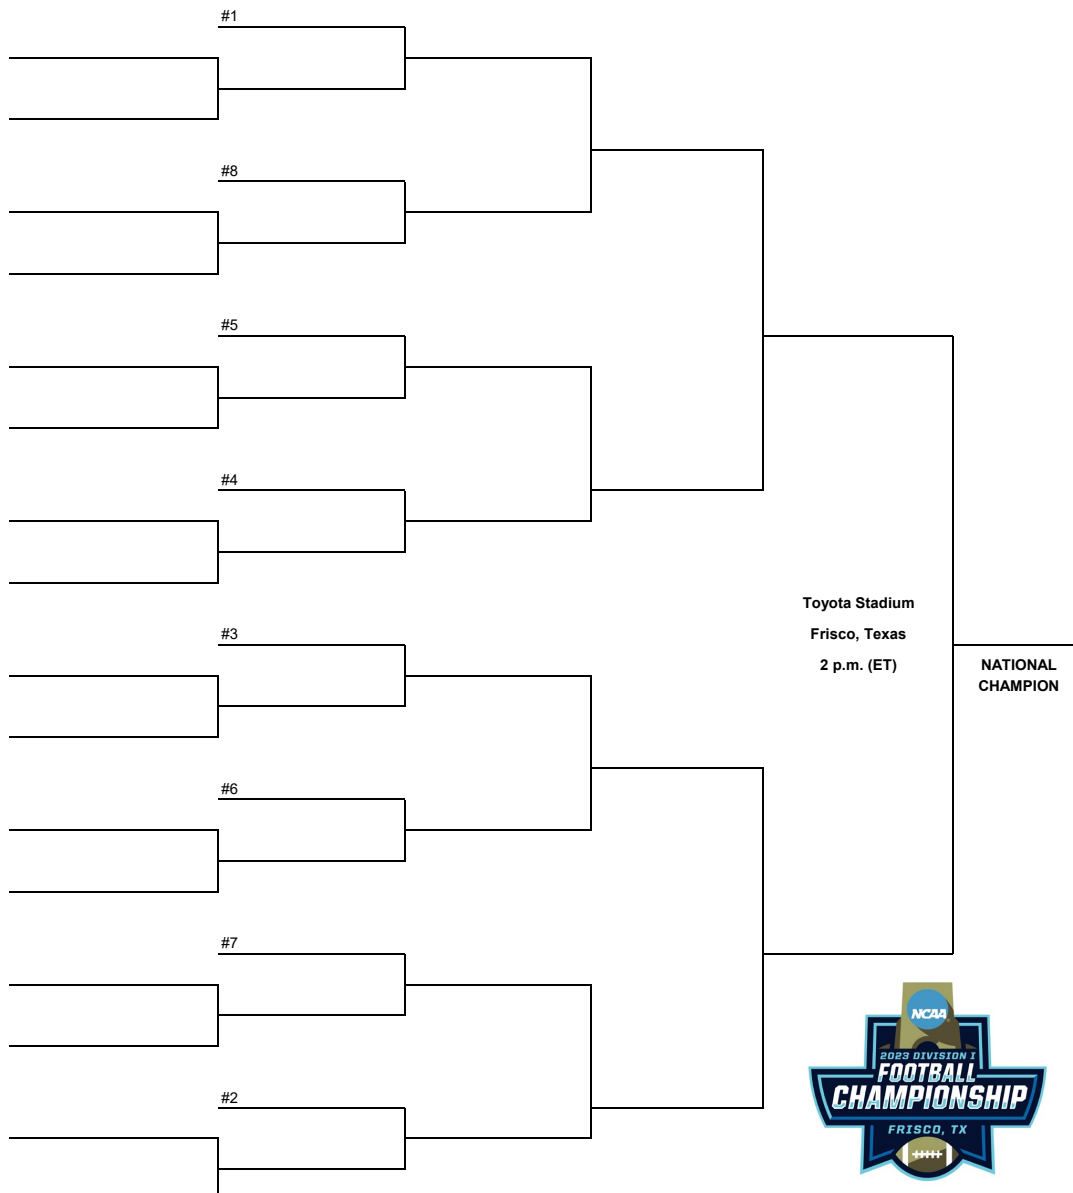 #1
#8
#5
#4
Toyota Stadium
Frisco, Texas
2 p.m. (ET)
#3
NATIONAL
CHAMPION
#6
#7
NCAA
2023 DIVISION I
FOOTBALL
CHAMPIONSHIP
FRISCO, TX
#2